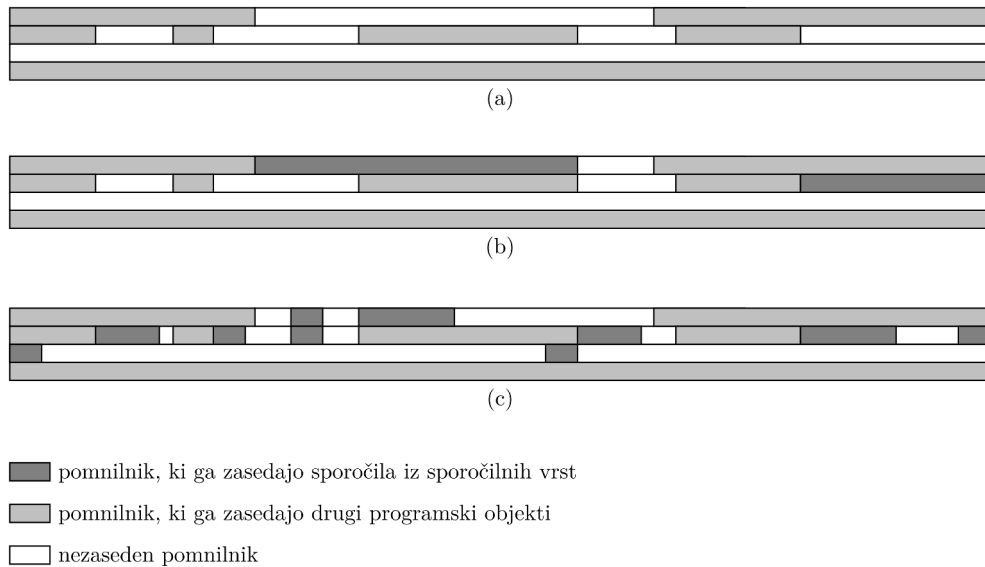 (a)
(b)
(c)
pomnilnik, ki ga zasedajo sporočila iz sporočilnih vrst
pomnilnik, ki ga zasedajo drugi programski objekti
nezaseden pomnilnik